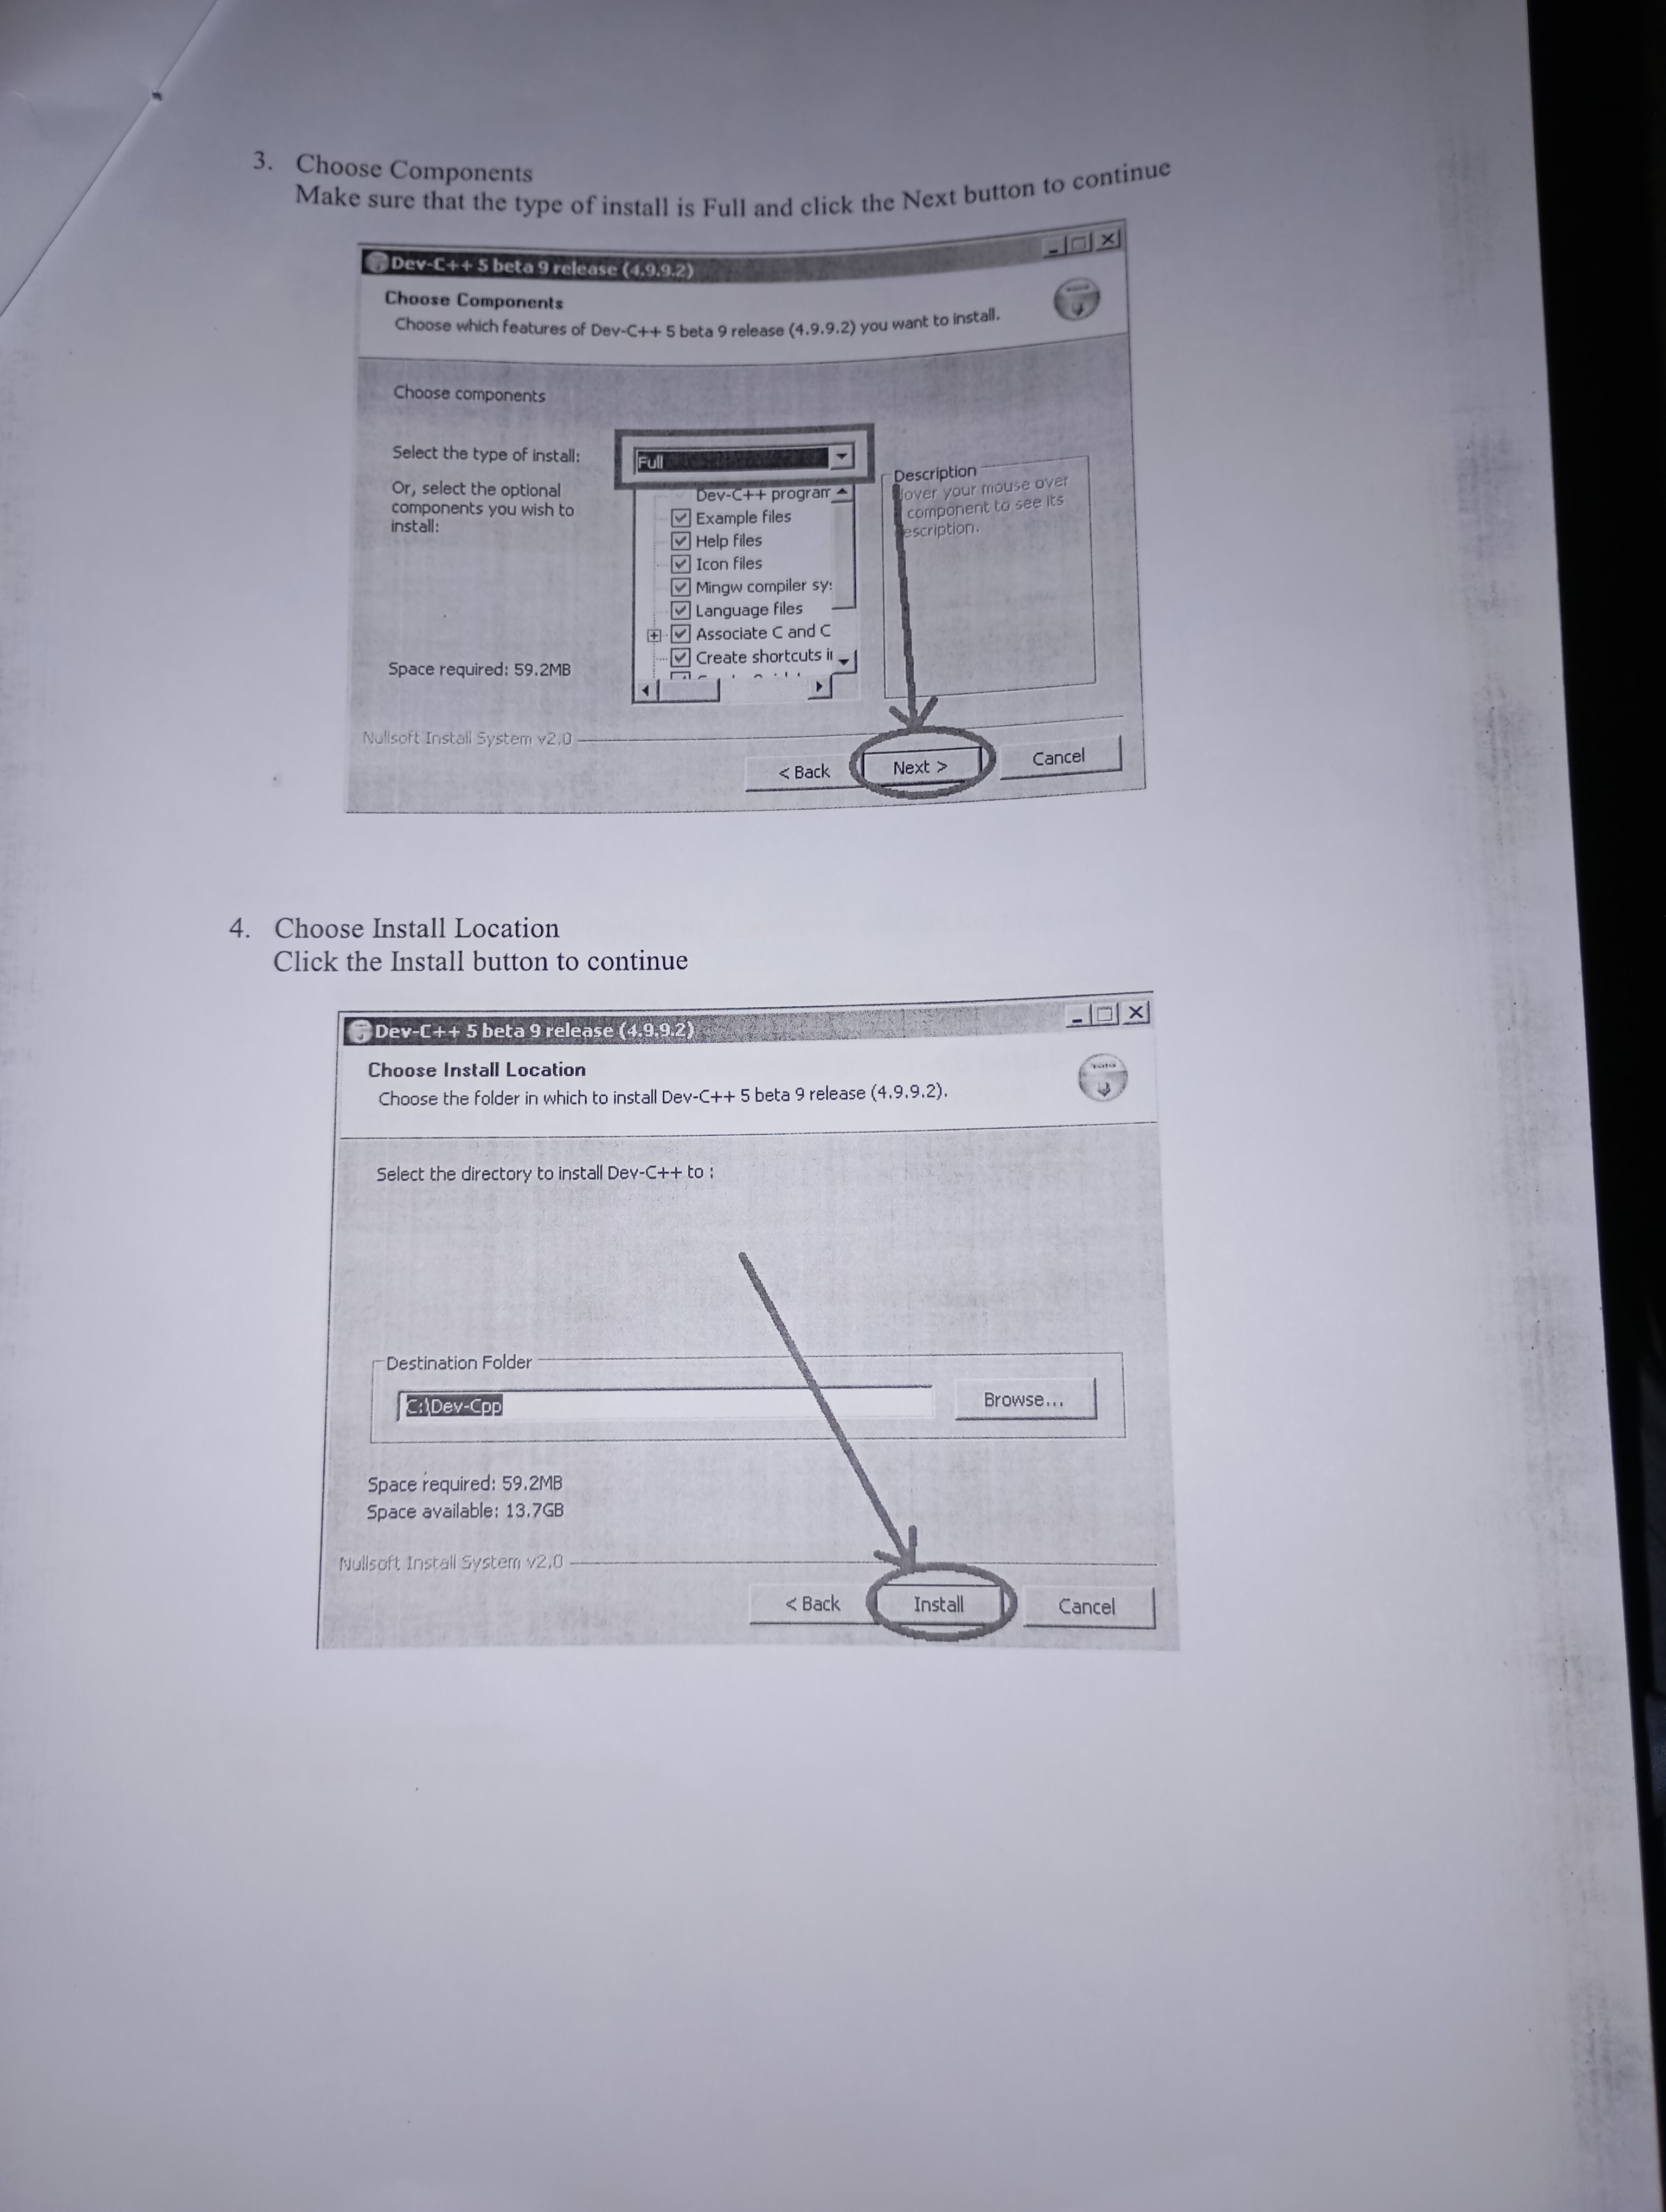 3. Choose Components
Make sure that the type of install is Full and click the Next button to continue
Dev-C++ 5 beta 9 release (4.9.9.2)
Choose Components
Choose which features of Dev-C++ 5 beta 9 release (4.9.9.2) you want to install.
Choose components
Select the type of install:
Full
Or, select the optional
components you wish to
install:
Dev-C++ program
Example files
Help files
Icon files
Mingw compiler sy
Language files
Associate C and C
Create shortcuts
Description
over your mouse over
component to see its
escription.
Space required: 59.2MB
Nullsoft Install System v2.0
< Back
Next >
Cancel
4. Choose Install Location
Click the Install button to continue
Dev-C++ 5 beta 9 release (4.9.9.2)
Choose Install Location
Choose the folder in which to install Dev-C++ 5 beta 9 release (4.9.9.2).
Select the directory to install Dev-C++ to :
Destination Folder
C:\Dev-Cpp
Browse...
Space required: 59.2MB
Space available: 13.7GB
Nullsoft Install System v2.0
< Back
Install
Cancel